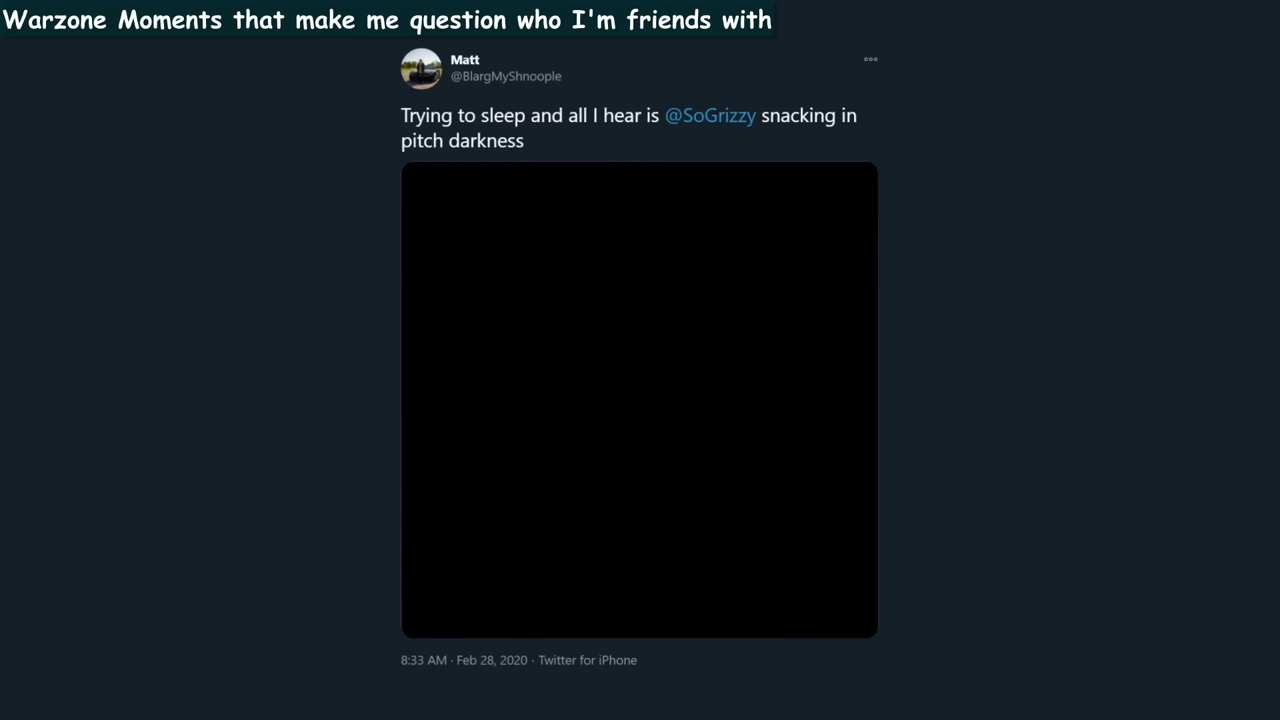 Warzone Moments that make me question who I'm friends with
Matt
@BlargMyShnoople
Trying to sleep and all I hear is @SoGrizzy snacking in
pitch darkness
8:33 AM · Feb 28, 2020 · Twitter for iPhone